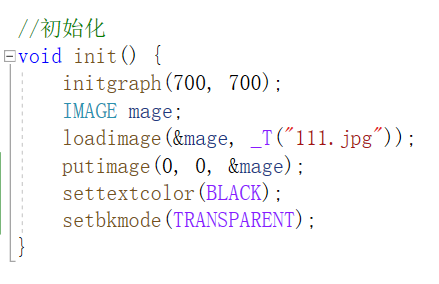 //初始化
void init() {
initgraph(700, 700);
IMAGE mage;
loadimage(&mage, _T("111.jpg"));
putimage(0, 0, &mage);
settextcolor(BLACK);
setbkmode(TRANSPARENT);
}